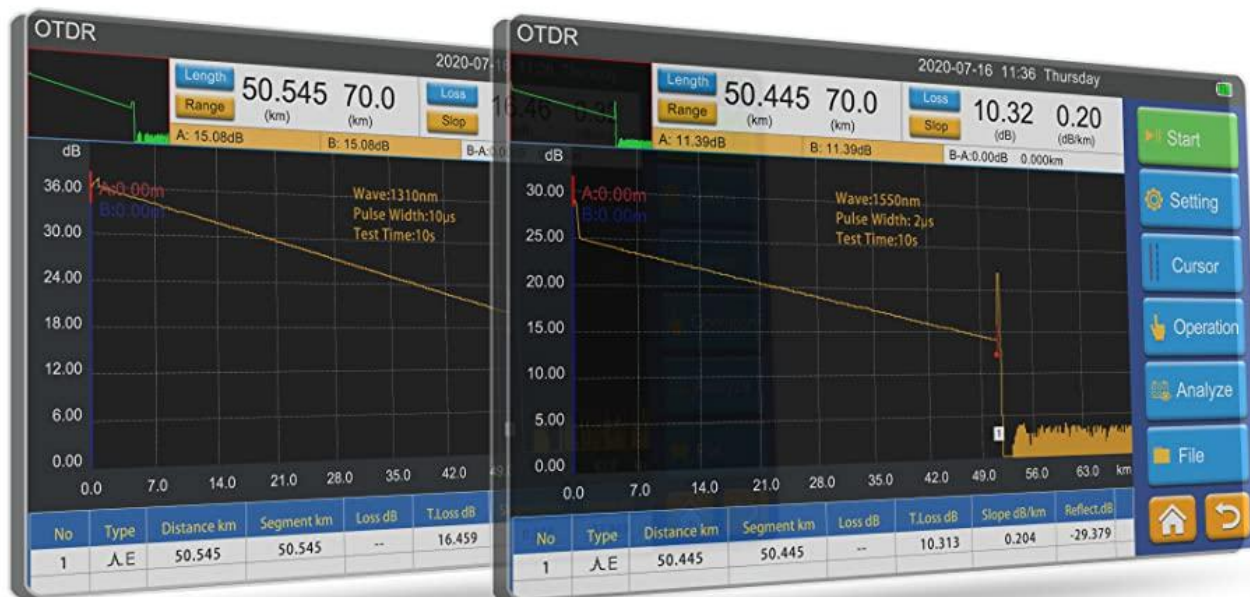 OTDR
2020-07-16
Length
Range
50.545
(km)
70.0
(km)
Loss
Slop
16.46
A: 15.08dB
B: 15.08dB
dB
36.00
30.00
24.00
18.00
12.00
6.00
0.00
A:0.00m
B:0.00m
Wave:1310nm
Pulse Width:10μs
Test Time:10s
0.0 7.0 14.0 21.0 28.0 35.0 42.0
No Type Distance km Segment km Loss dB T.Loss dB
1 E 50.545 50.545 -- 16.459
OTDR
2020-07-16 11:36 Thursday
Length
Range
50.445
(km)
70.0
(km)
Loss
Slop
10.32
(dB)
0.20
(dB/km)
A: 11.39dB
B: 11.39dB
B-A:0.00dB 0.000km
dB
30.00
25.00
20.00
15.00
10.00
5.00
0.00
A:0.00m
B:0.00m
Wave:1550nm
Pulse Width: 2μs
Test Time:10s
1
0.0 7.0 14.0 21.0 28.0 35.0 42.0 49.0 56.0 63.0 km
No Type Distance km Segment km Loss dB T.Loss dB Slope dB/km Reflect.dB
1 E 50.445 50.445 -- 10.313 0.204 -29.379
Start
Setting
Cursor
Operation
Analyze
File